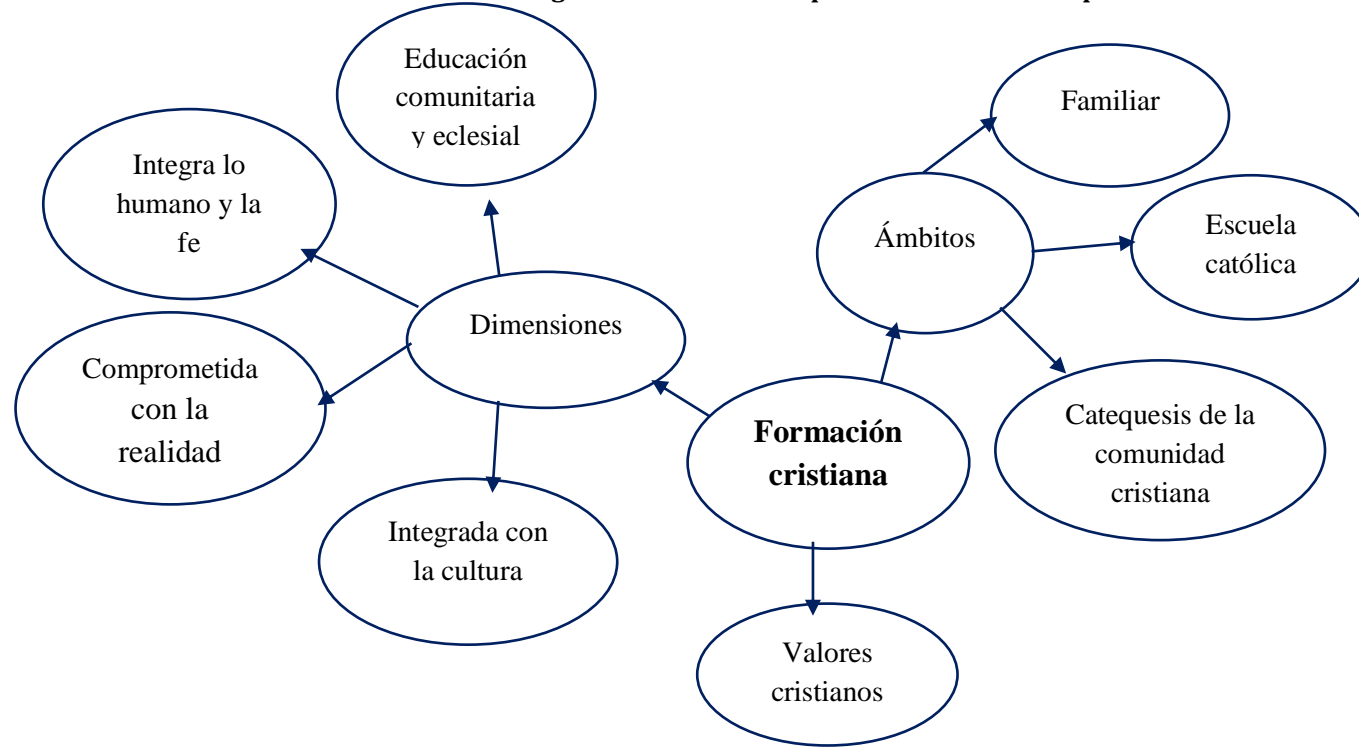 Educación
comunitaria
y eclesial
Integra lo
humano y la
fe
Comprometida
con la
realidad
Dimensiones
Integrada con
la cultura
Formación
cristiana
Ámbitos
Familiar
Escuela
católica
Catequesis de la
comunidad
cristiana
Valores
cristianos